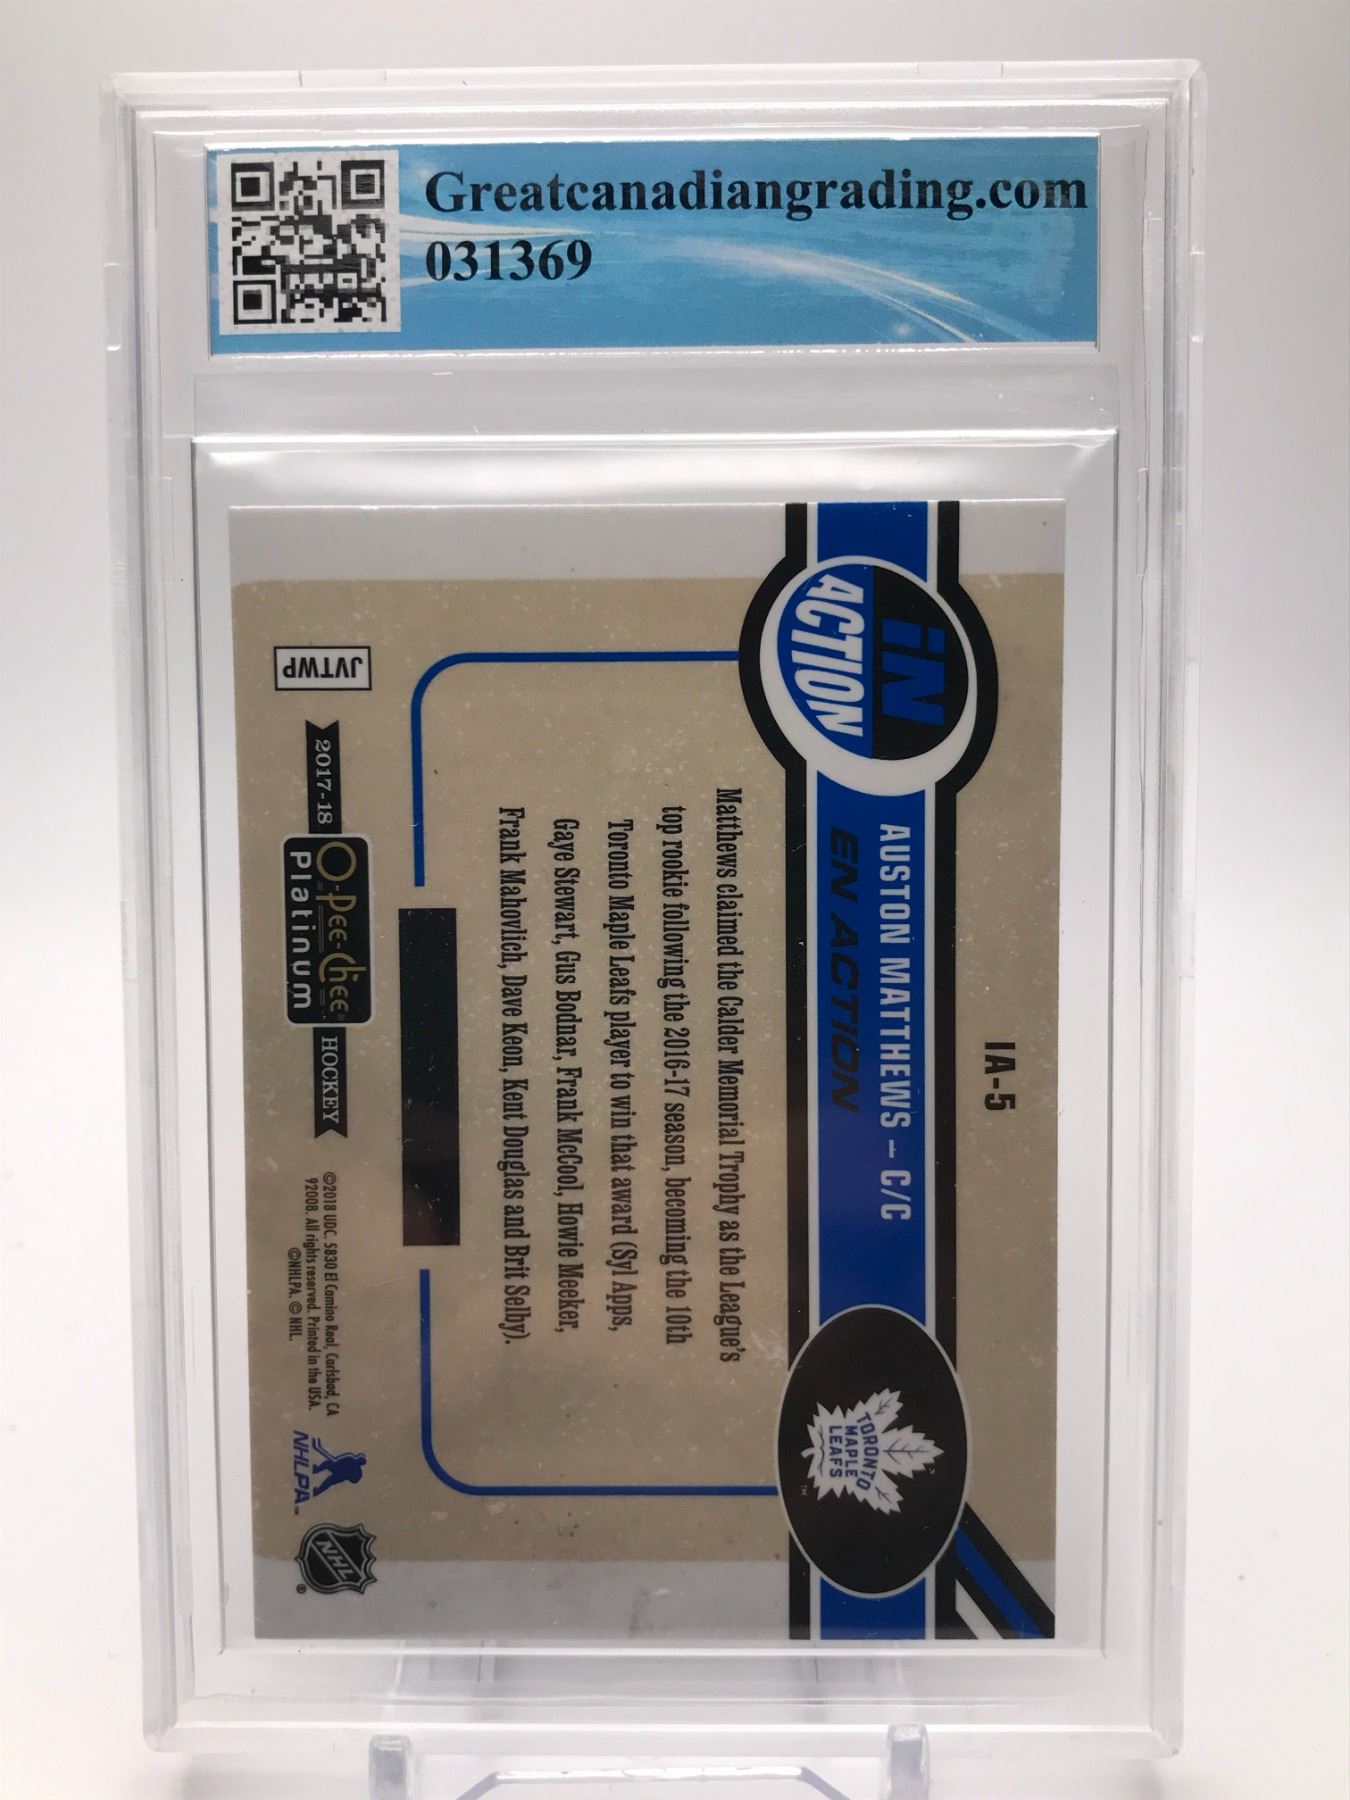 Greatcanadiangrading.com
031369
IA-5
iN
ACTION
AUSTON MATTHEWS – C/C
EN ACTION
TORONTO
MAPLE
LEAFS
TM
Matthews claimed the Calder Memorial Trophy as the League's
top rookie following the 2016-17 season, becoming the 10th
Toronto Maple Leafs player to win that award (Syl Apps,
Gaye Stewart, Gus Bodnar, Frank McCool, Howie Meeker,
Frank Mahovlich, Dave Keon, Kent Douglas and Brit Selby).
JVTWP
2017-18
O-Pee-Chee
Platinum
HOCKEY
©2018 UDC. 5830 El Camino Real, Carlsbad, CA
92008. All rights reserved. Printed in the USA.
©NHLPA. ©NHL.
NHLPA™
NHL®